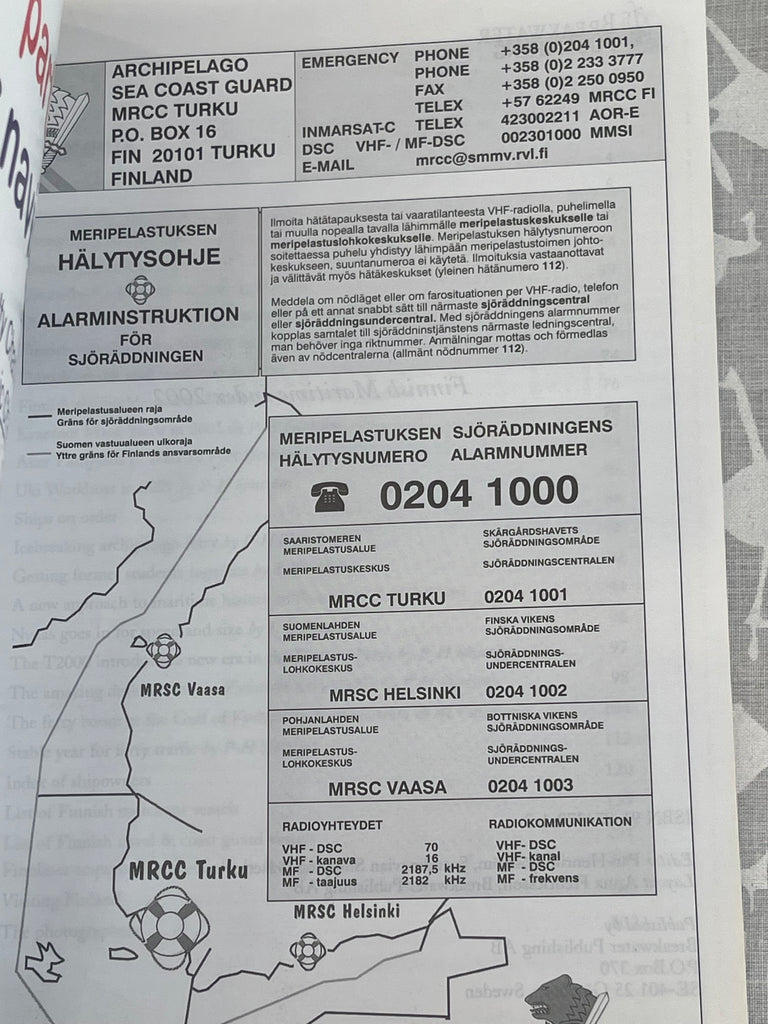 ARCHIPELAGO
SEA COAST GUARD
MRCC TURKU
P.O. BOX 16
FIN 20101 TURKU
FINLAND
EMERGENCY PHONE +358 (0)204 1001,
PHONE +358 (0)2 233 3777
FAX +358 (0)2 250 0950
TELEX +57 62249 MRCC FI
INMARSAT-C TELEX 423002211 AOR-E
DSC VHF- / MF-DSC 002301000 MMSI
E-MAIL mrcc@smmv.rvl.fi
MERIPELASTUKSEN
HÄLYTYSOHJE
ALARMINSTRUKTION
FÖR
SJÖRÄDDNINGEN
Ilmoita hätätapauksesta tai vaaratilanteesta VHF-radiolla, puhelimella
tai muulla nopealla tavalla lähimmälle meripelastuskeskukselle tai
meripelastuslohkokeskukselle. Meripelastuksen hälytysnumeroon
soitettaessa puhelu yhdistyy lähimpään meripelastustoimen johto-
keskukseen, suuntanumeroa ei käytetä. Ilmoituksia vastaanottavat
ja välittävät myös hätäkeskukset (yleinen hätänumero 112).
Meddela om nödläget eller om farosituationen per VHF-radio, telefon
eller på ett annat snabbt sätt till närmaste sjöräddningscentral
eller sjöräddningsundercentral. Med sjöräddningens alarmnummer
kopplas samtalet till sjöräddninstjänstens närmaste ledningscentral,
man behöver inga riktnummer. Anmälningar mottas och förmedlas
även av nödcentralerna (allmänt nödnummer 112).
Meripelastusalueen raja
Gräns för sjöräddningsområde
Suomen vastuualueen ulkoraja
Yttre gräns för Finlands ansvarsområde
MERIPELASTUKSEN SJÖRÄDDNINGENS
HÄLYTYSNUMERO ALARMNUMMER
0204 1000
SAARISTOMEREN SKÄRGÅRDSHAVETS
MERIPELASTUSALUE SJÖRÄDDNINGSOMRÅDE
MERIPELASTUSKESKUS SJÖRÄDDNINGSCENTRALEN
MRCC TURKU 0204 1001
SUOMENLAHDEN FINSKA VIKENS
MERIPELASTUSALUE SJÖRÄDDNINGSOMRÅDE
MERIPELASTUS- SJÖRÄDDNINGS-
LOHKOKESKUS UNDERCENTRALEN
MRSC HELSINKI 0204 1002
POHJANLAHDEN BOTTNISKA VIKENS
MERIPELASTUSALUE SJÖRÄDDNINGSOMRÅDE
MERIPELASTUS- SJÖRÄDDNINGS-
LOHKOKESKUS UNDERCENTRALEN
MRSC VAASA 0204 1003
RADIOYHTEYDET RADIOKOMMUNIKATION
VHF - DSC 70 VHF- DSC
VHF - kanava 16 VHF- kanal
MF - DSC 2187,5 kHz MF - DSC
MF - taajuus 2182 kHz MF - frekvens
MRSC Vaasa
MRCC Turku
MRSC Helsinki